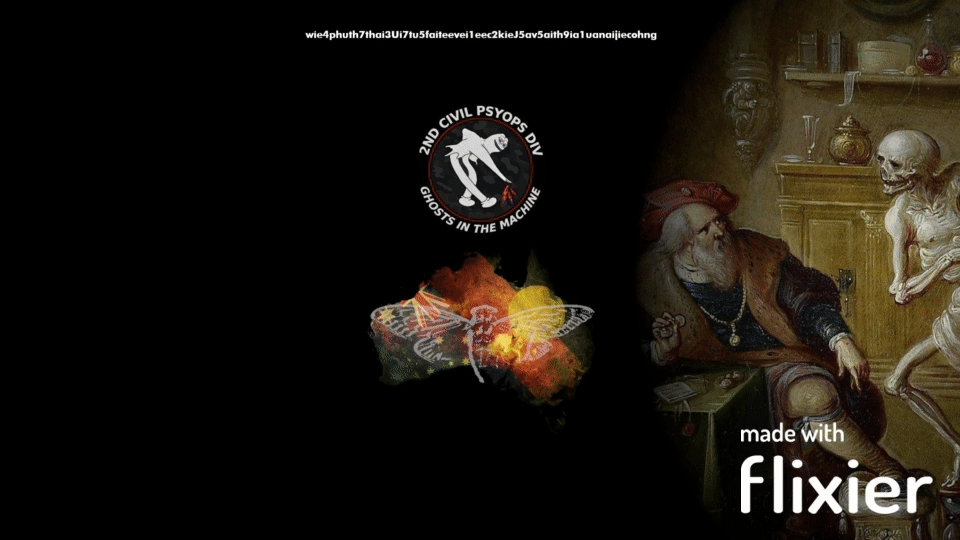 wie4phuth7thai3Ui7tu5faiteevei1eec2kieJ5av5aith9ia1uanaijiecohng
2ND CIVIL PSYOPS DIV
GHOSTS IN THE MACHINE
made with
flixier